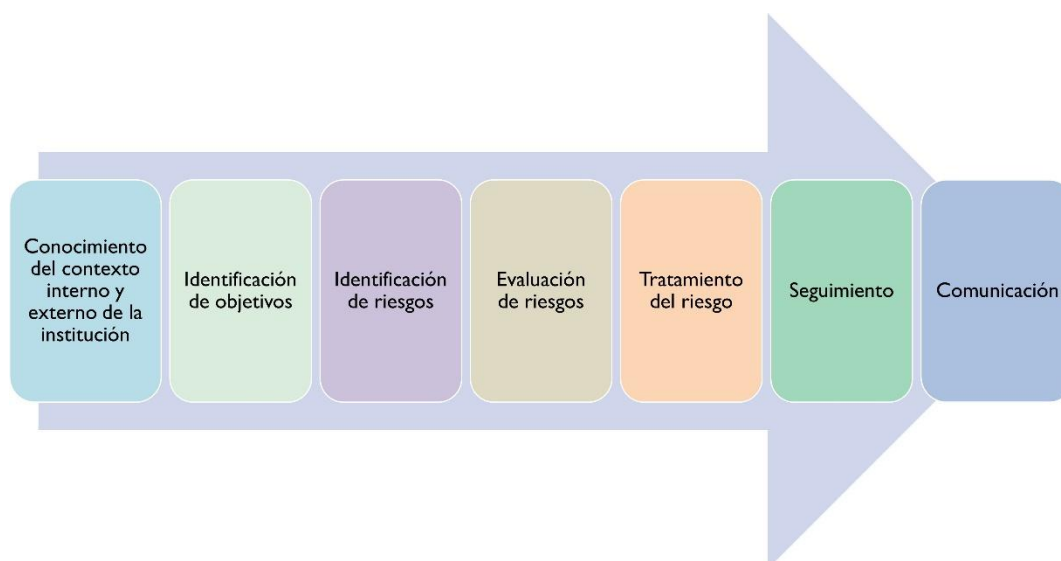 Conocimiento
del contexto
interno y
externo de la
institución
Identificación
de objetivos
Identificación
de riesgos
Evaluación
de riesgos
Tratamiento
del riesgo
Seguimiento
Comunicación